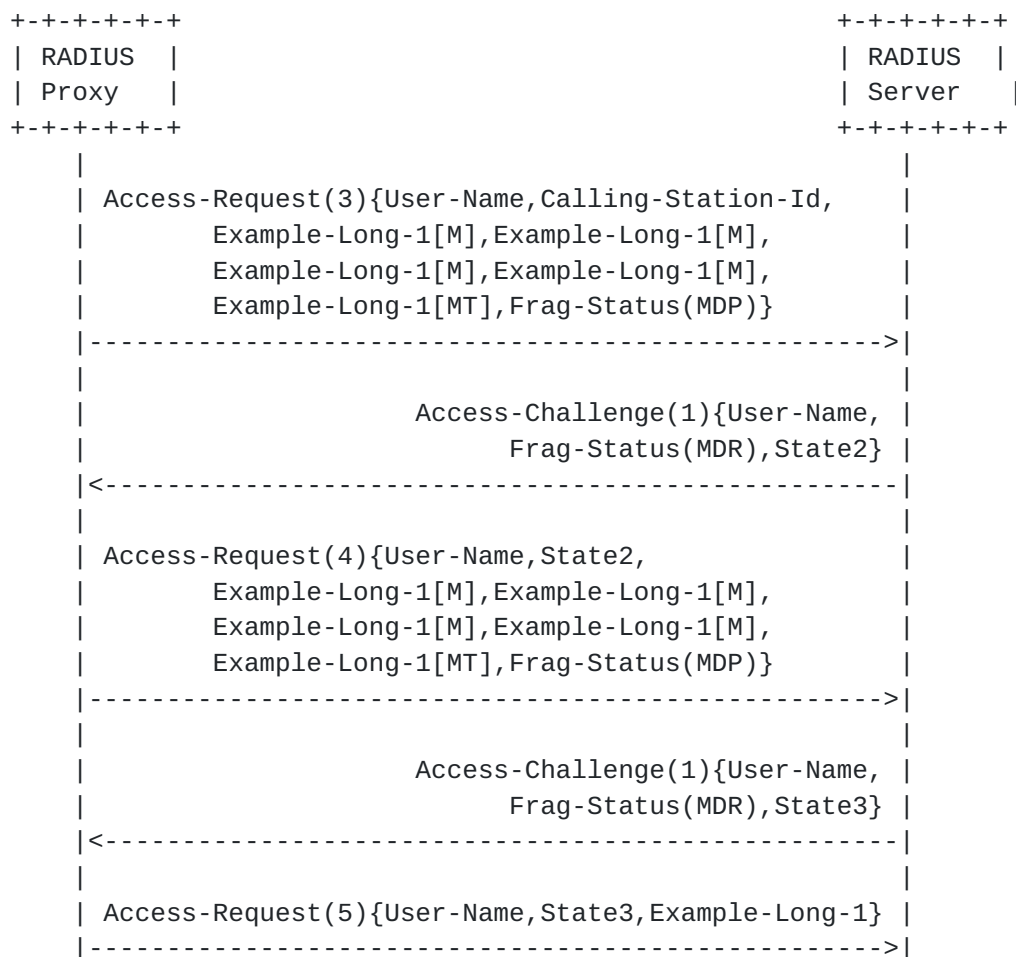 +-+-+-+-+-+                                          +-+-+-+-+-+
| RADIUS  |                                          | RADIUS  |
| Proxy   |                                          | Server   |
+-+-+-+-+-+                                          +-+-+-+-+-+
    |                                                    |
    | Access-Request(3){User-Name,Calling-Station-Id,    |
    |        Example-Long-1[M],Example-Long-1[M],        |
    |        Example-Long-1[M],Example-Long-1[M],        |
    |        Example-Long-1[MT],Frag-Status(MDP)}        |
    |--------------------------------------------------->|
    |                                                    |
    |                     Access-Challenge(1){User-Name, |
    |                           Frag-Status(MDR),State2} |
    |<---------------------------------------------------|
    |                                                    |
    | Access-Request(4){User-Name,State2,                |
    |        Example-Long-1[M],Example-Long-1[M],        |
    |        Example-Long-1[M],Example-Long-1[M],        |
    |        Example-Long-1[MT],Frag-Status(MDP)}        |
    |--------------------------------------------------->|
    |                                                    |
    |                     Access-Challenge(1){User-Name, |
    |                           Frag-Status(MDR),State3} |
    |<---------------------------------------------------|
    |                                                    |
    | Access-Request(5){User-Name,State3,Example-Long-1} |
    |--------------------------------------------------->|